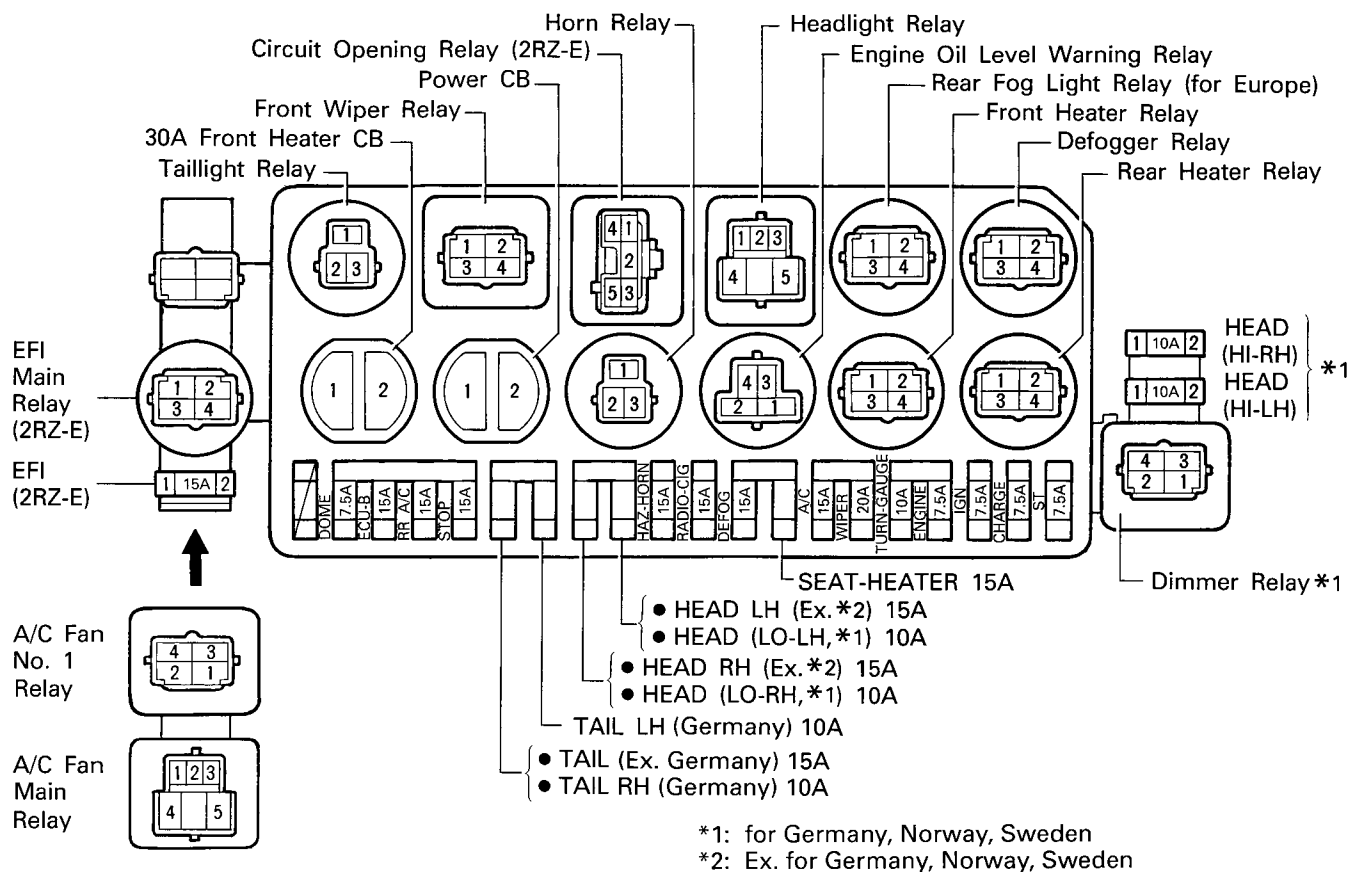 Horn Relay
Headlight Relay
Circuit Opening Relay (2RZ-E)
Engine Oil Level Warning Relay
Power CB
Rear Fog Light Relay (for Europe)
Front Wiper Relay
Front Heater Relay
30A Front Heater CB
Defogger Relay
Taillight Relay
Rear Heater Relay
1
2 3
1 2
3 4
4 1
2
5 3
1 2 3
4 5
1 2
3 4
1 2
3 4
EFI
Main
Relay
(2RZ-E)
1 2
3 4
1 2
1 2
1
2 3
4 3
2 1
1 2
3 4
1 2
3 4
1 10A 2
HEAD
(HI-RH)
1 10A 2
HEAD
(HI-LH)
*1
EFI
(2RZ-E)
1 15A 2
DOME
7.5A
ECU-B
15A
RR A/C
15A
STOP
15A
HAZ-HORN
15A
RADIO-CIG
15A
DEFOG
15A
A/C
15A
WIPER
20A
TURN-GAUGE
10A
ENGINE
7.5A
IGN
7.5A
CHARGE
7.5A
ST
7.5A
4 3
2 1
Dimmer Relay *1
SEAT-HEATER 15A
● HEAD LH (Ex. *2) 15A
● HEAD (LO-LH, *1) 10A
● HEAD RH (Ex. *2) 15A
● HEAD (LO-RH, *1) 10A
TAIL LH (Germany) 10A
● TAIL (Ex. Germany) 15A
● TAIL RH (Germany) 10A
A/C Fan
No. 1
Relay
4 3
2 1
A/C Fan
Main
Relay
1 2 3
4 5
*1: for Germany, Norway, Sweden
*2: Ex. for Germany, Norway, Sweden